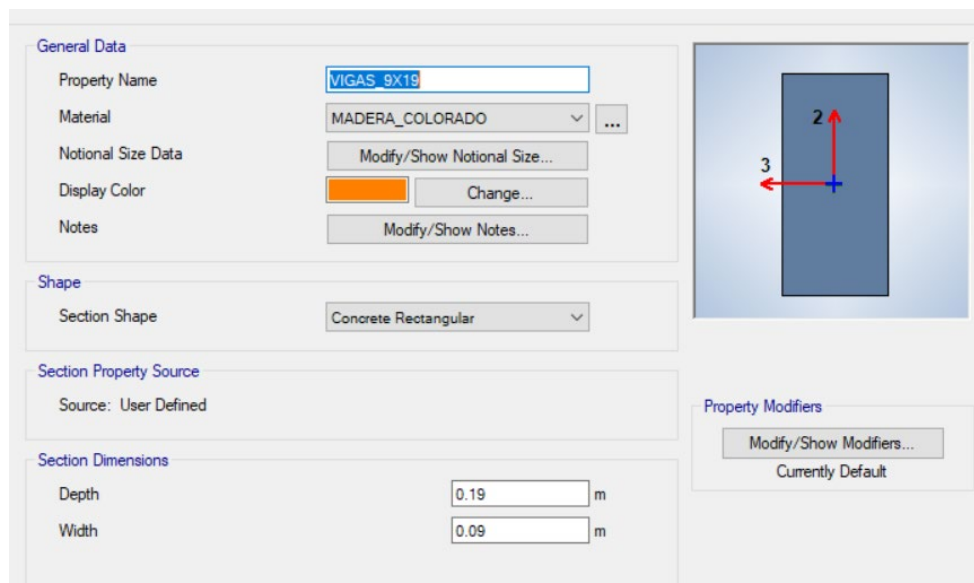 General Data
Property Name VIGAS_9X19
Material MADERA_COLORADO ...
Notional Size Data Modify/Show Notional Size...
Display Color Change...
Notes Modify/Show Notes...
2
3
Shape
Section Shape Concrete Rectangular
Section Property Source
Source: User Defined
Property Modifiers
Modify/Show Modifiers...
Currently Default
Section Dimensions
Depth 0.19 m
Width 0.09 m